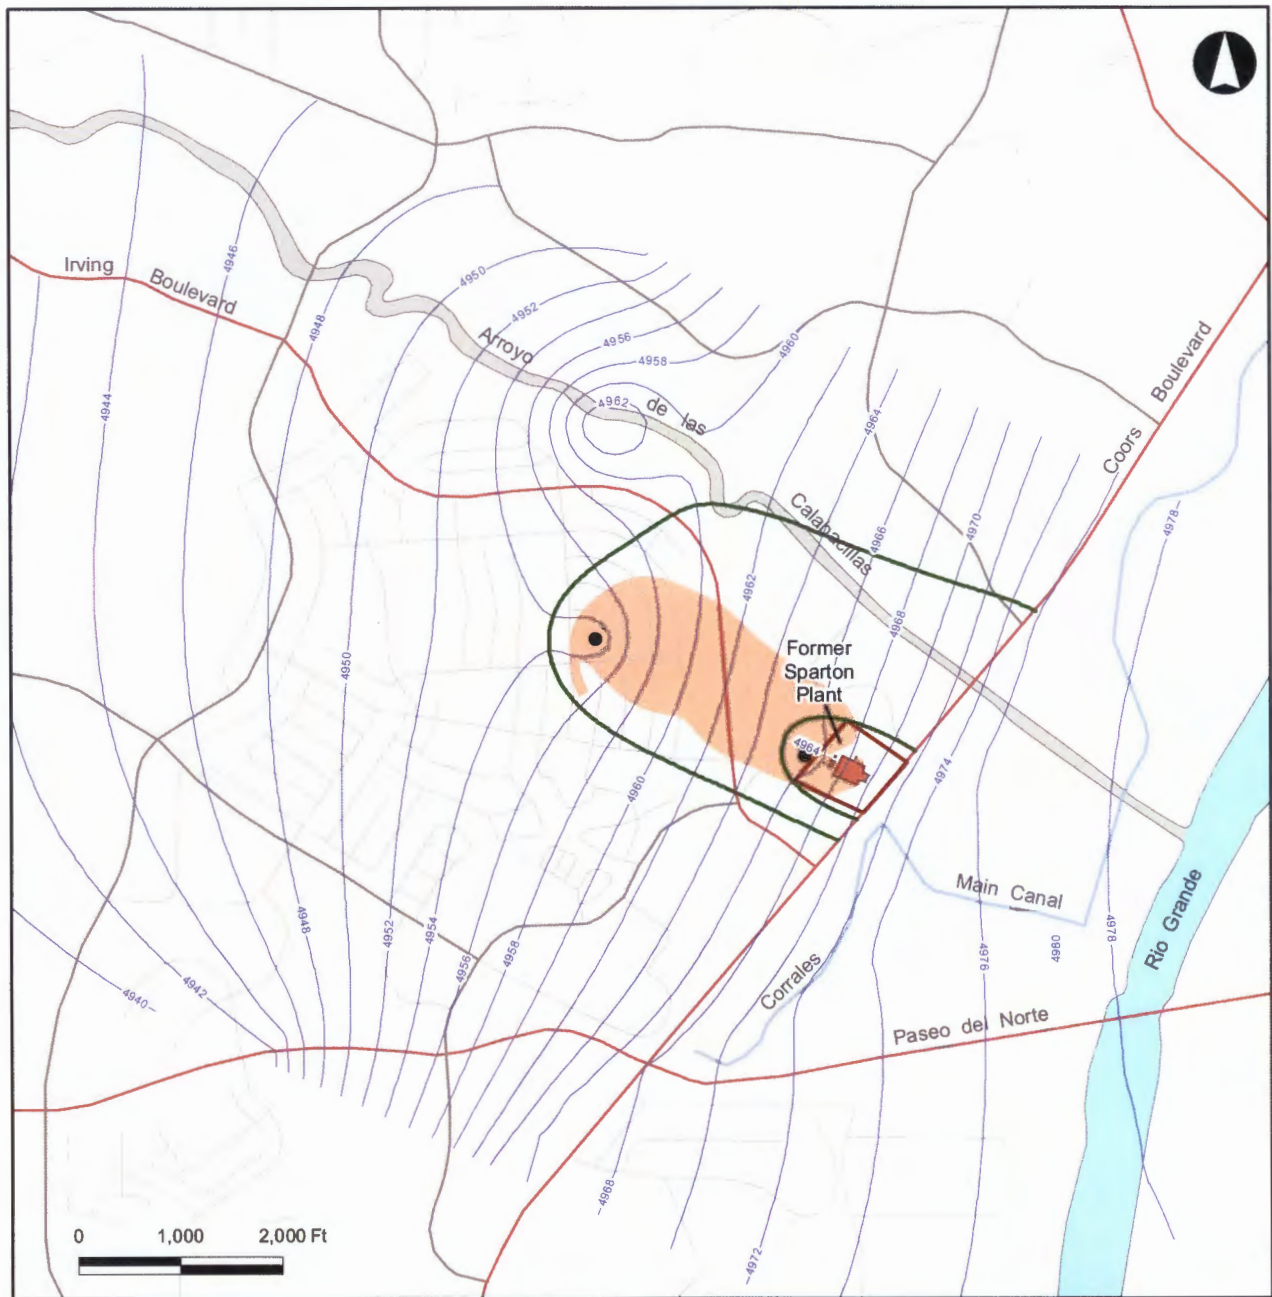 Irving
Boulevard
4946
4950
4952
4948
4956
4958
4960
Arroyo
4962
de las
4944
4964
Coors
Boulevard
Calabacillas
4966
4970
4978
4962
4968
Former
Sparton
Plant
4950
4964
4974
4960
Main Canal
Rio Grande
4948
4952
4954
4956
4958
4976
4980
4978
4940
4942
Corrales
Paseo del Norte
4968
4972
0
1,000
2,000 Ft